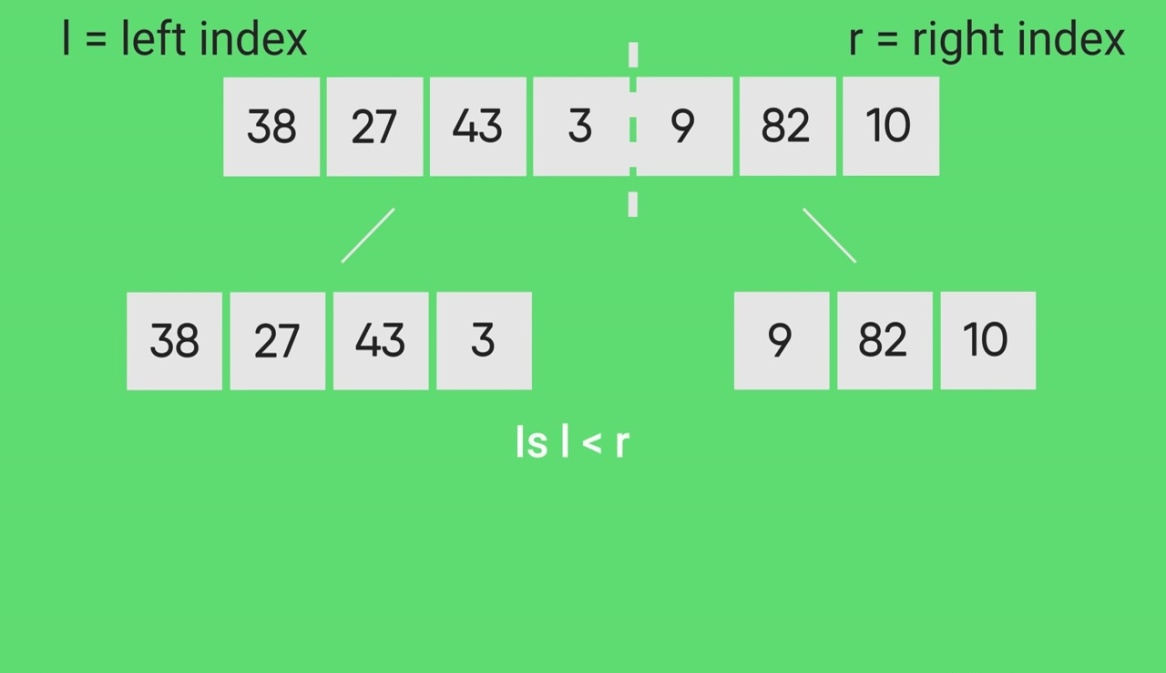 l = left index r = right index
38 27 43 3 9 82 10
38 27 43 3 9 82 10
Is l < r